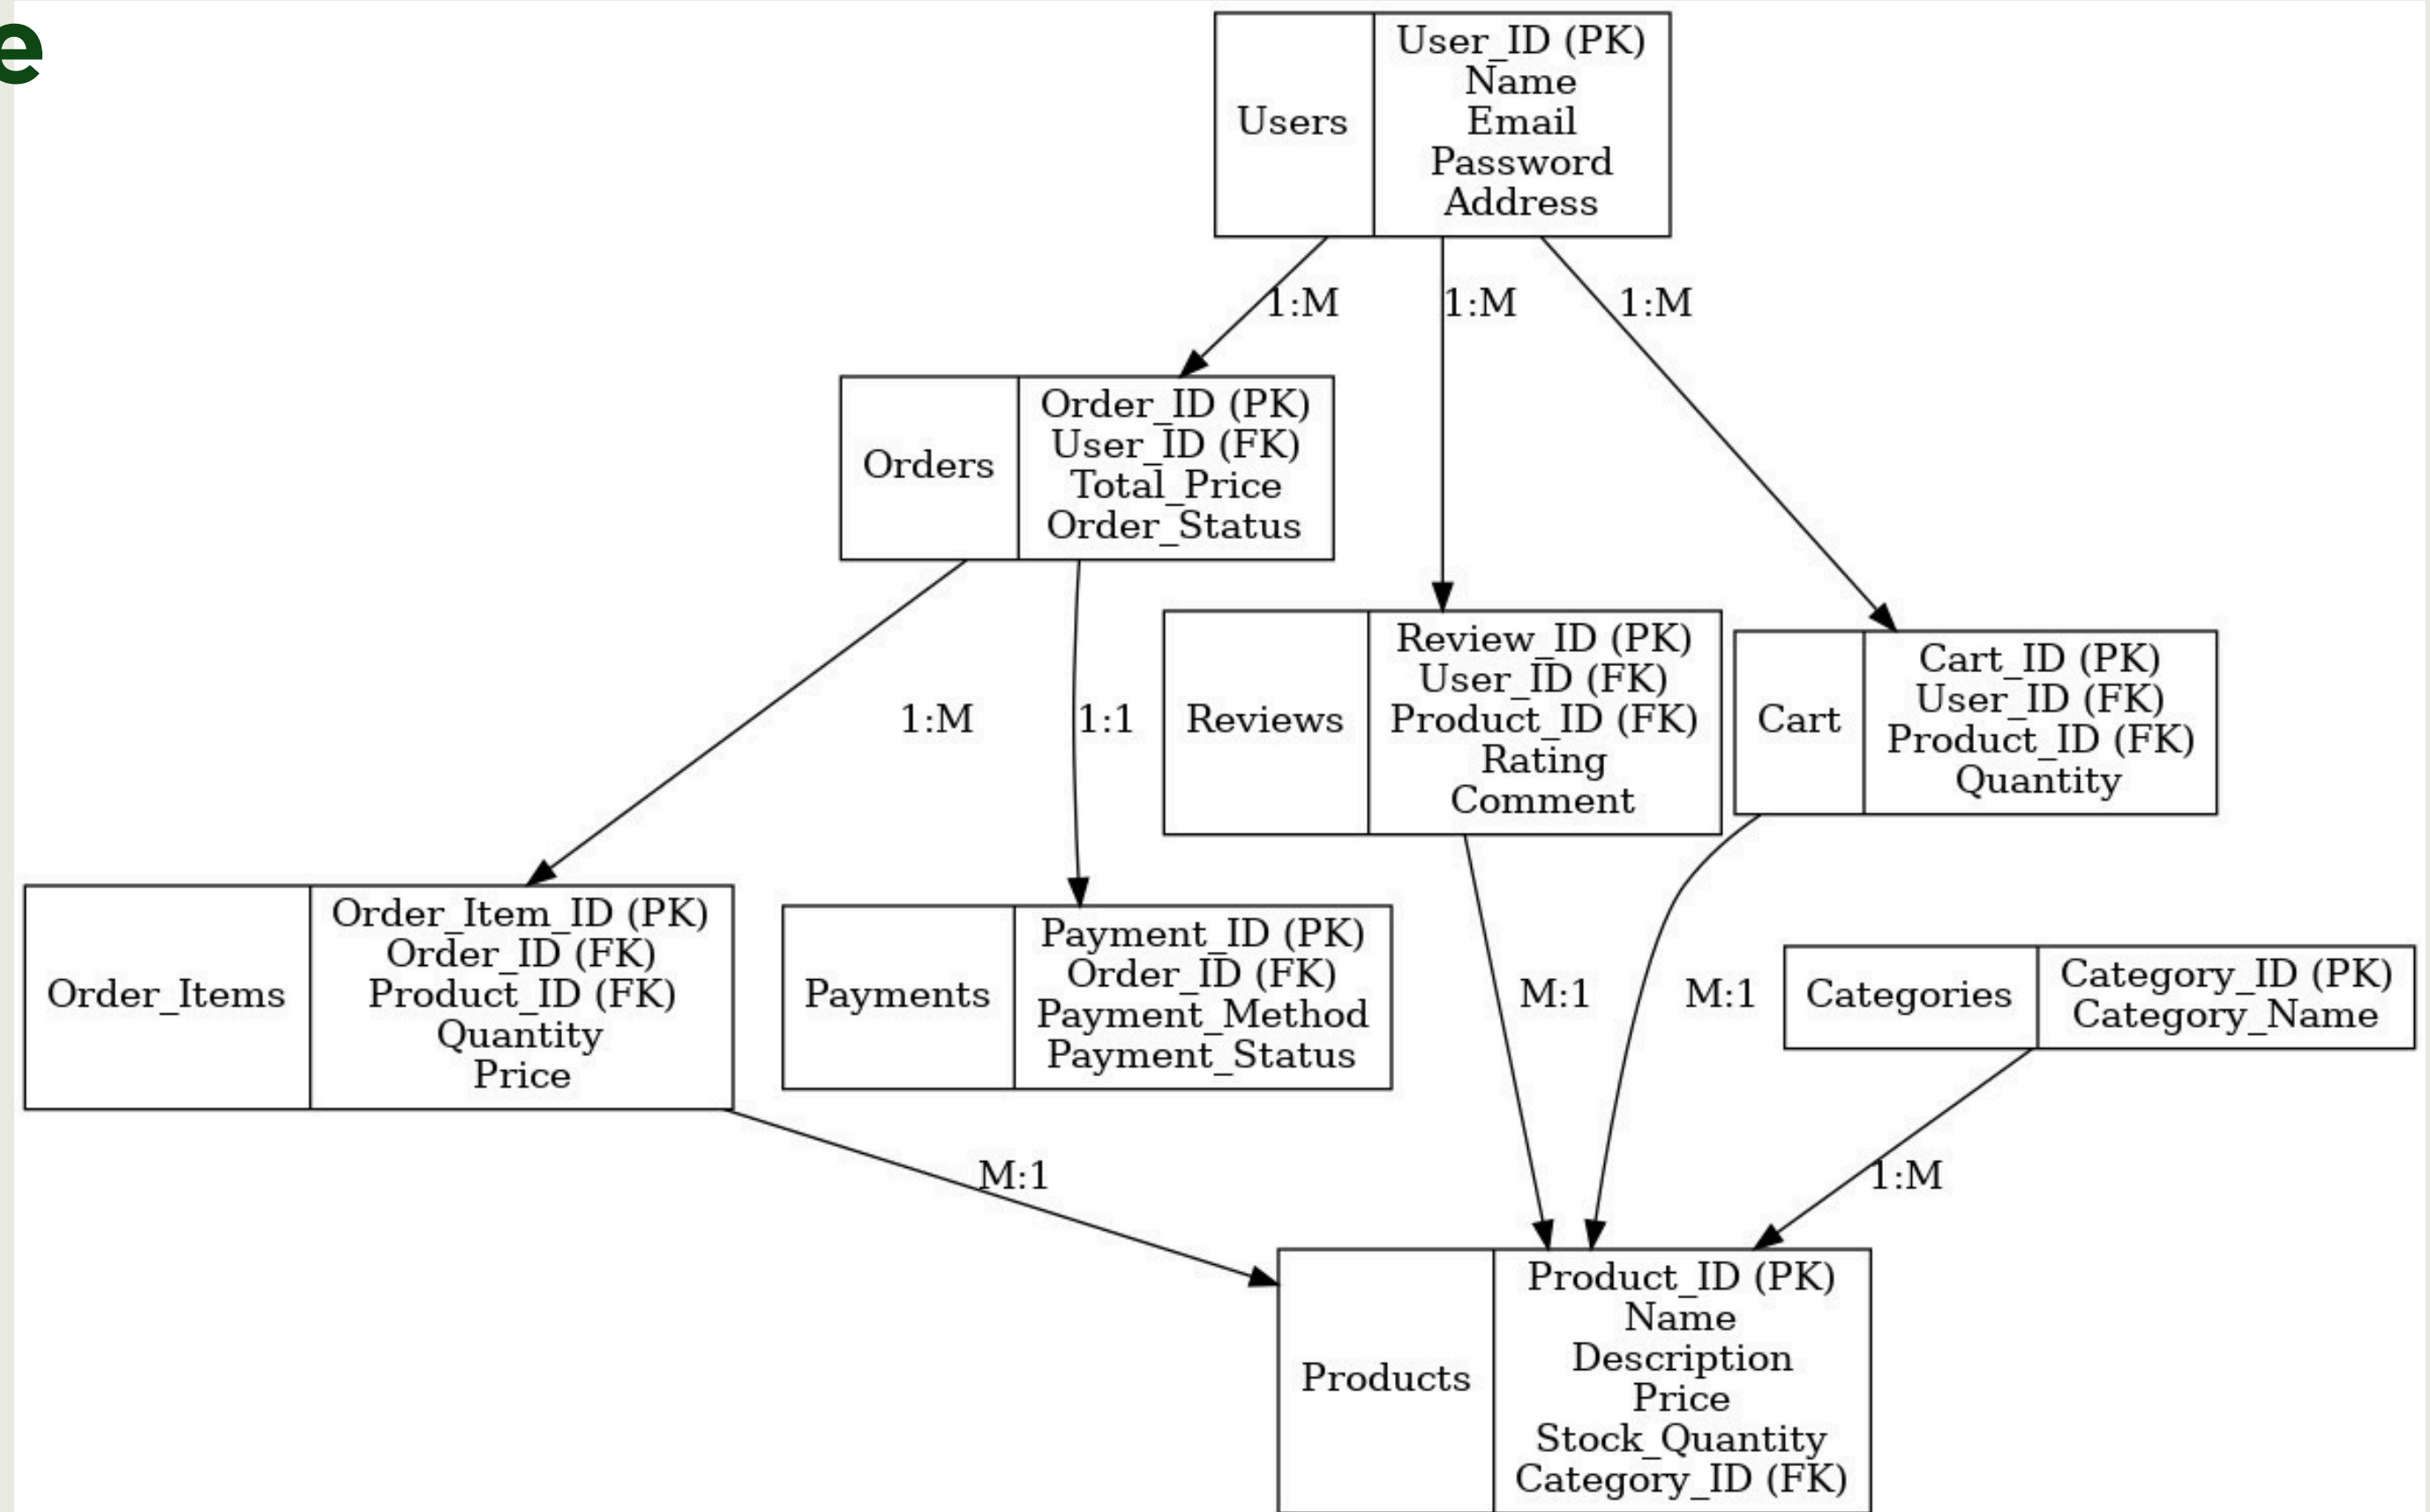 e
Users
User_ID (PK)
Name
Email
Password
Address
1:M
1:M
1:M
Orders
Order_ID (PK)
User_ID (FK)
Total_Price
Order_Status
1:M
1:1
Reviews
Review_ID (PK)
User_ID (FK)
Product_ID (FK)
Rating
Comment
Cart
Cart_ID (PK)
User_ID (FK)
Product_ID (FK)
Quantity
Order_Items
Order_Item_ID (PK)
Order_ID (FK)
Product_ID (FK)
Quantity
Price
Payments
Payment_ID (PK)
Order_ID (FK)
Payment_Method
Payment_Status
M:1
M:1
Categories
Category_ID (PK)
Category_Name
M:1
1:M
Products
Product_ID (PK)
Name
Description
Price
Stock_Quantity
Category_ID (FK)